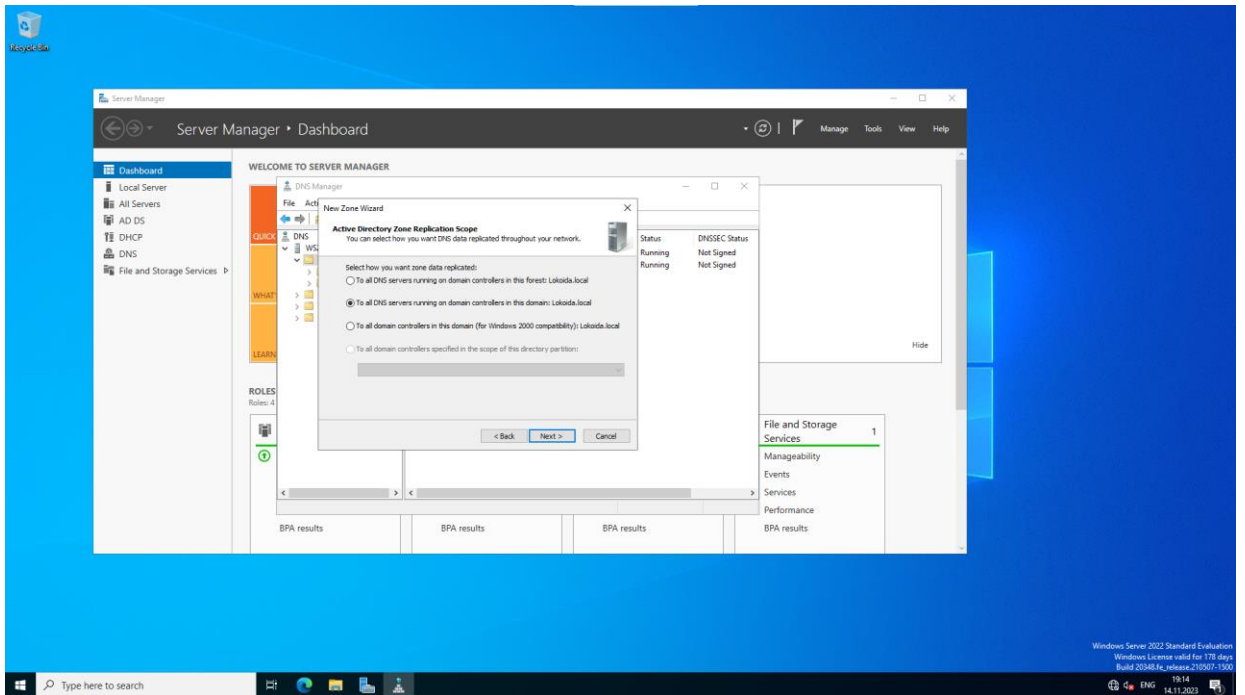 Recycle Bin
Server Manager
Server Manager • Dashboard
Manage Tools View Help
Dashboard
Local Server
All Servers
AD DS
DHCP
DNS
File and Storage Services
WELCOME TO SERVER MANAGER
QUICK
WHAT'
LEARN
Hide
ROLES
Roles: 4
DNS Manager
File Acti
DNS
WS
Status DNSSEC Status
Running Not Signed
Running Not Signed
New Zone Wizard
Active Directory Zone Replication Scope
You can select how you want DNS data replicated throughout your network.
Select how you want zone data replicated:
To all DNS servers running on domain controllers in this forest: Lokoida.local
To all DNS servers running on domain controllers in this domain: Lokoida.local
To all domain controllers in this domain (for Windows 2000 compatibility): Lokoida.local
To all domain controllers specified in the scope of this directory partition:
< Back Next > Cancel
File and Storage
Services 1
Manageability
Events
Services
Performance
BPA results BPA results BPA results BPA results
Windows Server 2022 Standard Evaluation
Windows License valid for 178 days
Build 20348.fe_release.210507-1500
Type here to search
ENG
19:14
14.11.2023